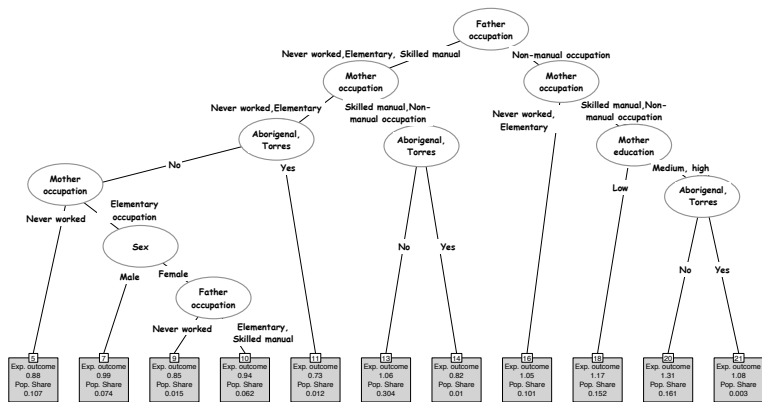 Father
occupation
Never worked,Elementary, Skilled manual
Non-manual occupation
Mother
occupation
Mother
occupation
Never worked,Elementary
Skilled manual,Non-
manual occupation
Never worked,
Elementary
Skilled manual,Non-
manual occupation
Aborigenal,
Torres
Aborigenal,
Torres
Mother
education
No
Yes
Medium, high
Mother
occupation
Low
Aborigenal,
Torres
Never worked
Elementary
occupation
Sex
No
Yes
No
Yes
Male
Female
Father
occupation
Never worked
Elementary,
Skilled manual
5
Exp. outcome
0.88
Pop. Share
0.107
7
Exp. outcome
0.99
Pop. Share
0.074
9
Exp. outcome
0.85
Pop. Share
0.015
10
Exp. outcome
0.94
Pop. Share
0.062
11
Exp. outcome
0.73
Pop. Share
0.012
13
Exp. outcome
1.06
Pop. Share
0.304
14
Exp. outcome
0.82
Pop. Share
0.01
16
Exp. outcome
1.05
Pop. Share
0.101
18
Exp. outcome
1.17
Pop. Share
0.152
20
Exp. outcome
1.31
Pop. Share
0.161
21
Exp. outcome
1.08
Pop. Share
0.003